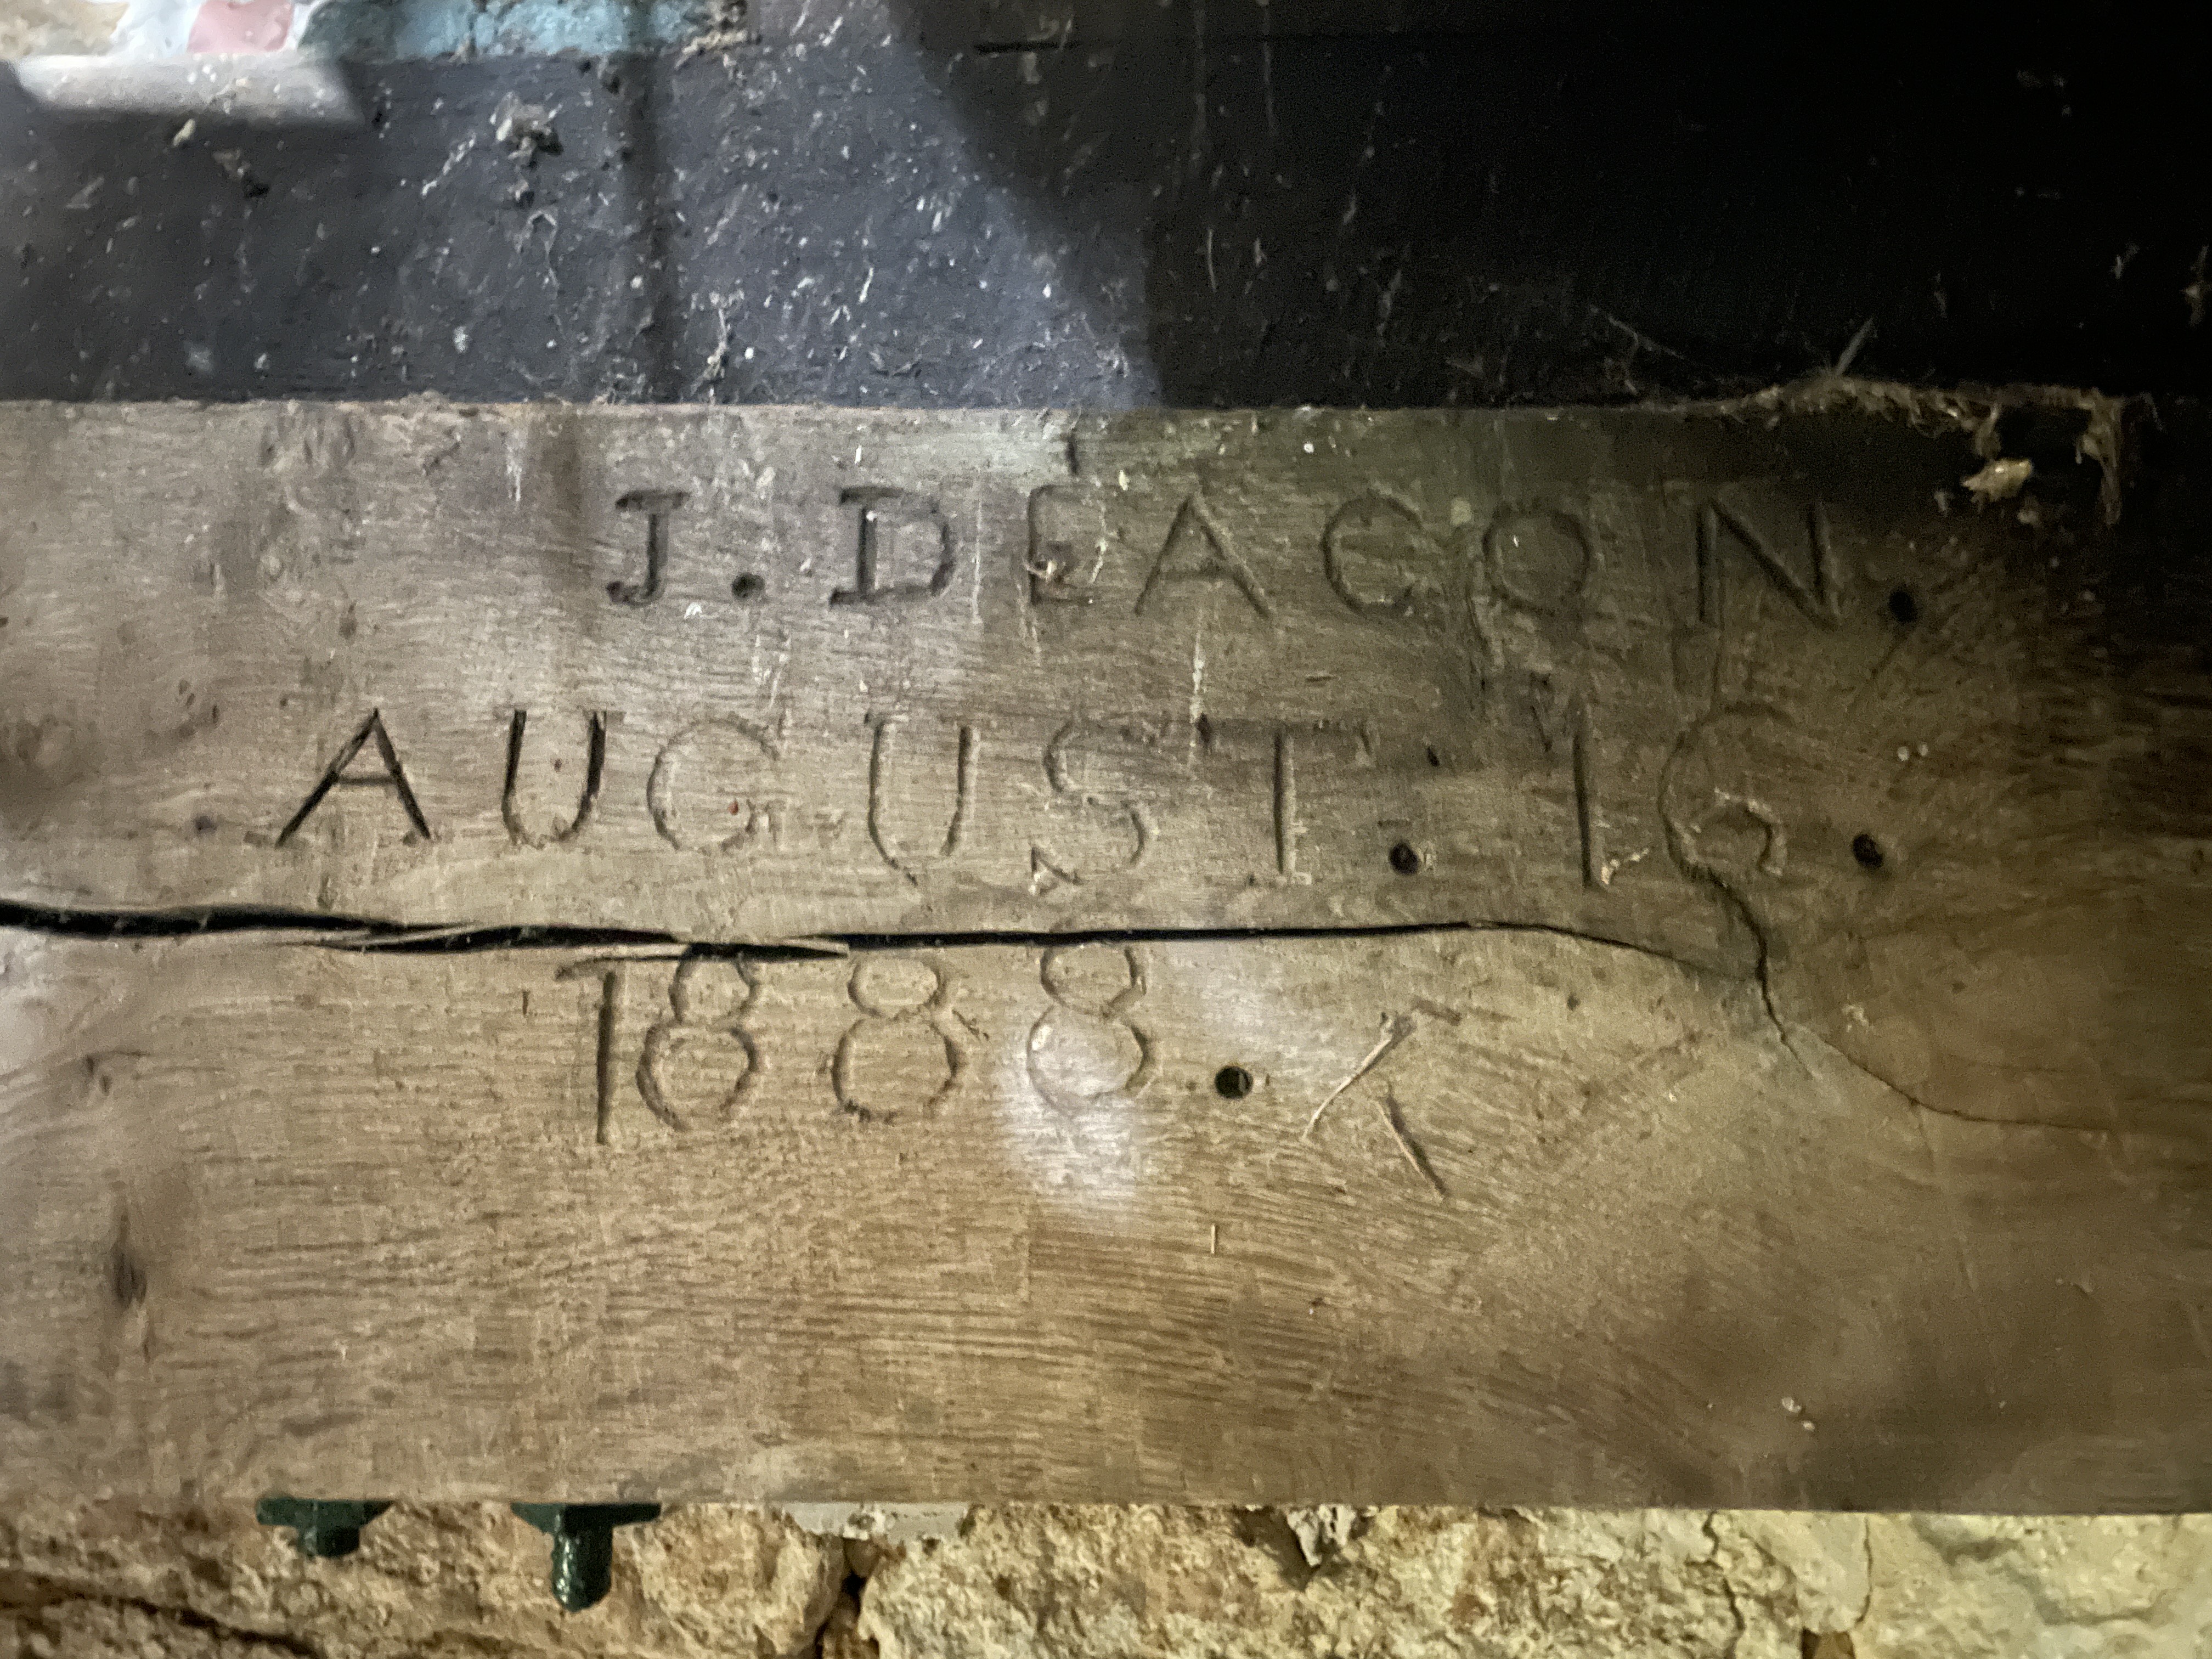 J. DEACON.
AUGUST. 16.
1888.